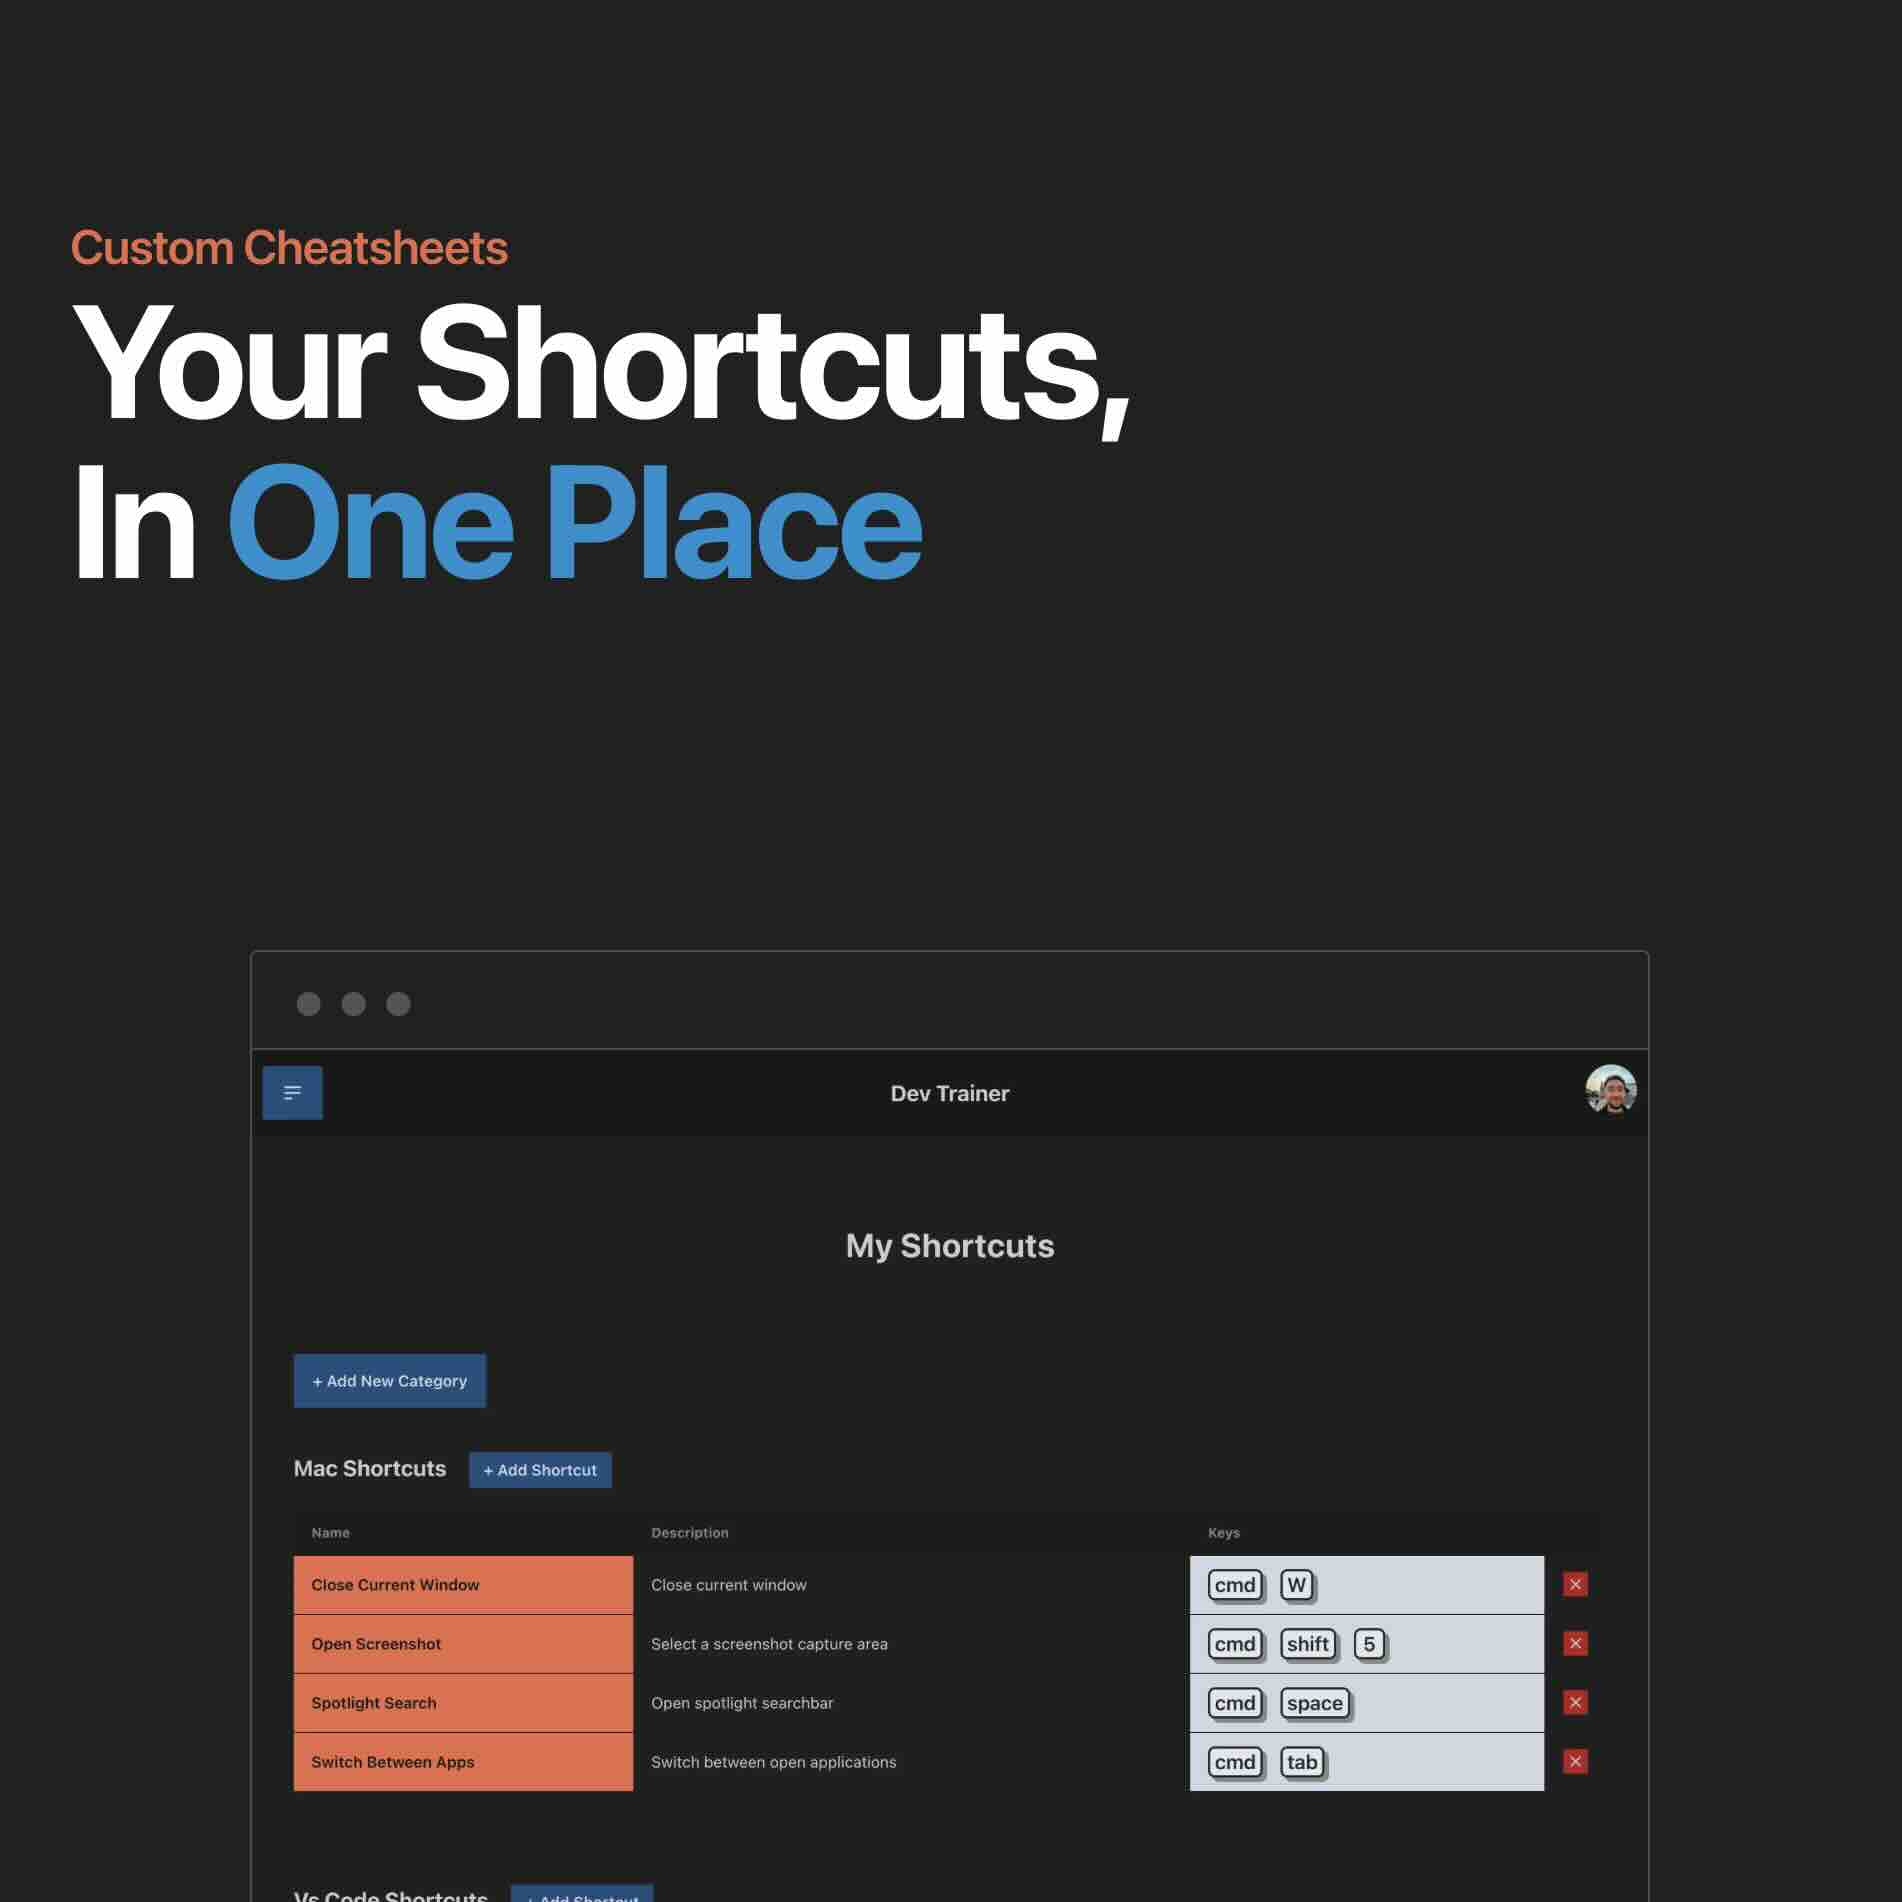 Custom Cheatsheets
Your Shortcuts,
In One Place
Dev Trainer
My Shortcuts
+ Add New Category
Mac Shortcuts + Add Shortcut
Name Description Keys
Close Current Window Close current window cmd W
Open Screenshot Select a screenshot capture area cmd shift 5
Spotlight Search Open spotlight searchbar cmd space
Switch Between Apps Switch between open applications cmd tab
Vs Code Shortcuts + Add Shortcut